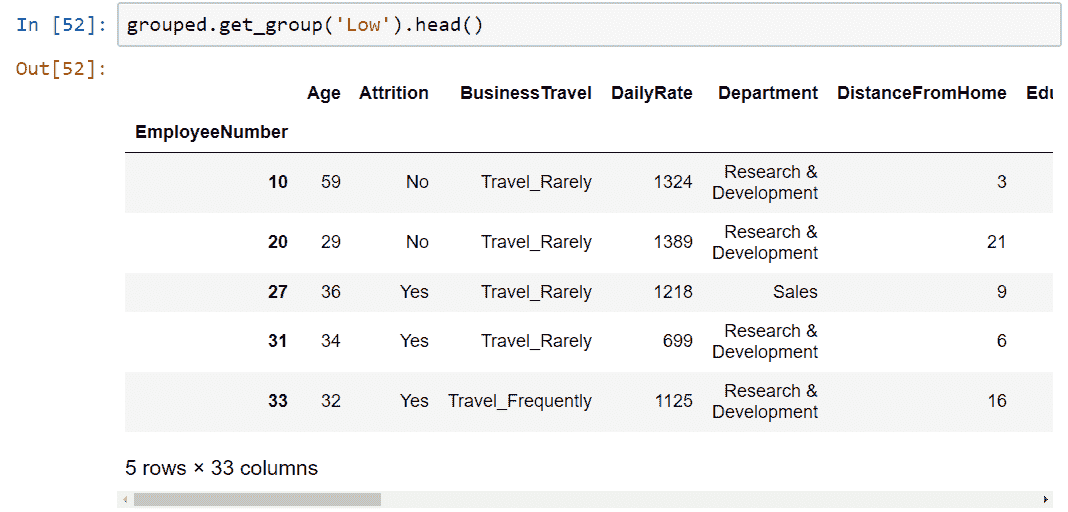 In [52]: grouped.get_group('Low').head()
Out[52]:
Age Attrition BusinessTravel DailyRate Department DistanceFromHome Edu
EmployeeNumber
10 59 No Travel_Rarely 1324 Research & Development 3
20 29 No Travel_Rarely 1389 Research & Development 21
27 36 Yes Travel_Rarely 1218 Sales 9
31 34 Yes Travel_Rarely 699 Research & Development 6
33 32 Yes Travel_Frequently 1125 Research & Development 16
5 rows × 33 columns